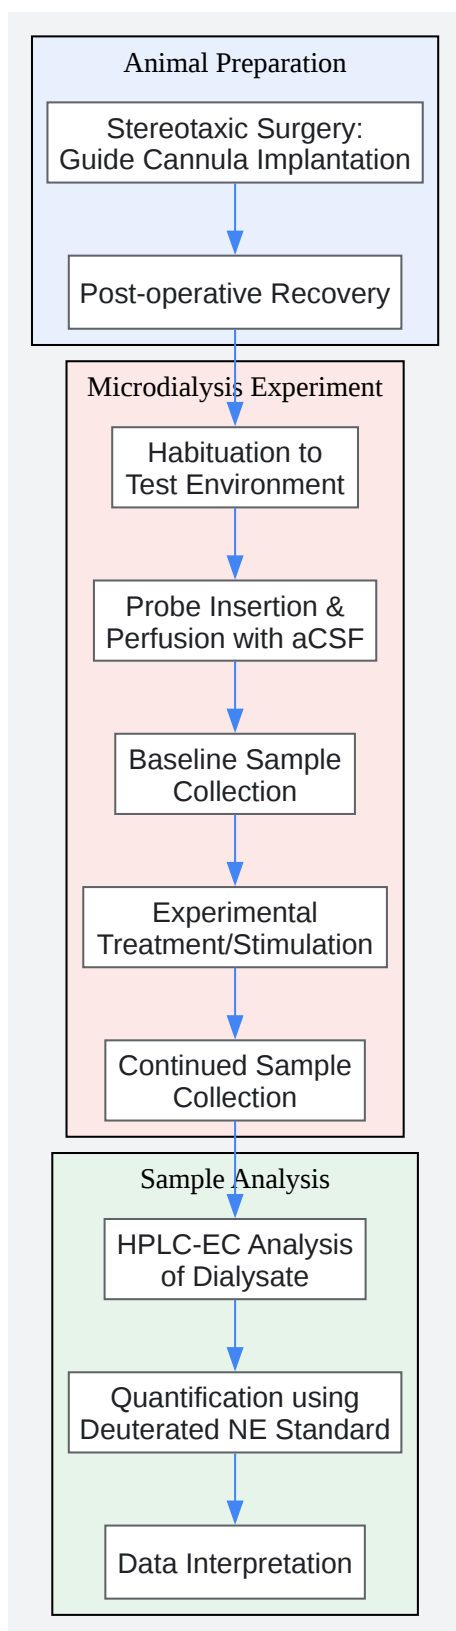 Animal Preparation
Stereotaxic Surgery:
Guide Cannula Implantation
Post-operative Recovery
Microdialysis Experiment
Habituation to
Test Environment
Probe Insertion &
Perfusion with aCSF
Baseline Sample
Collection
Experimental
Treatment/Stimulation
Continued Sample
Collection
Sample Analysis
HPLC-EC Analysis
of Dialysate
Quantification using
Deuterated NE Standard
Data Interpretation